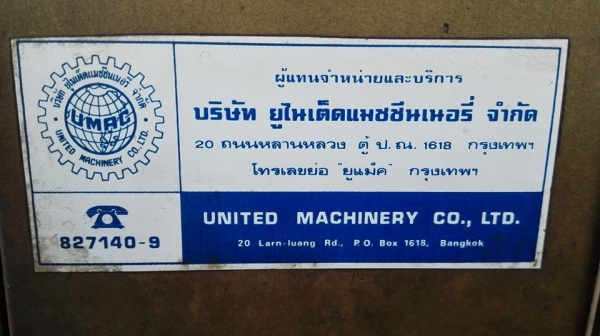 บริษัท ยูไนเต็ดแมชชีนเนอรี่ จำกัด
UMAC
UNITED MACHINERY CO., LTD.
827140-9
ผู้แทนจำหน่ายและบริการ
บริษัท ยูไนเต็ดแมชชีนเนอรี่ จำกัด
20 ถนนหลานหลวง ตู้ ป.ณ. 1618 กรุงเทพฯ
โทรเลขย่อ "ยูแม็ค" กรุงเทพฯ
UNITED MACHINERY CO., LTD.
20 Larn-luang Rd., P.O. Box 1618, Bangkok